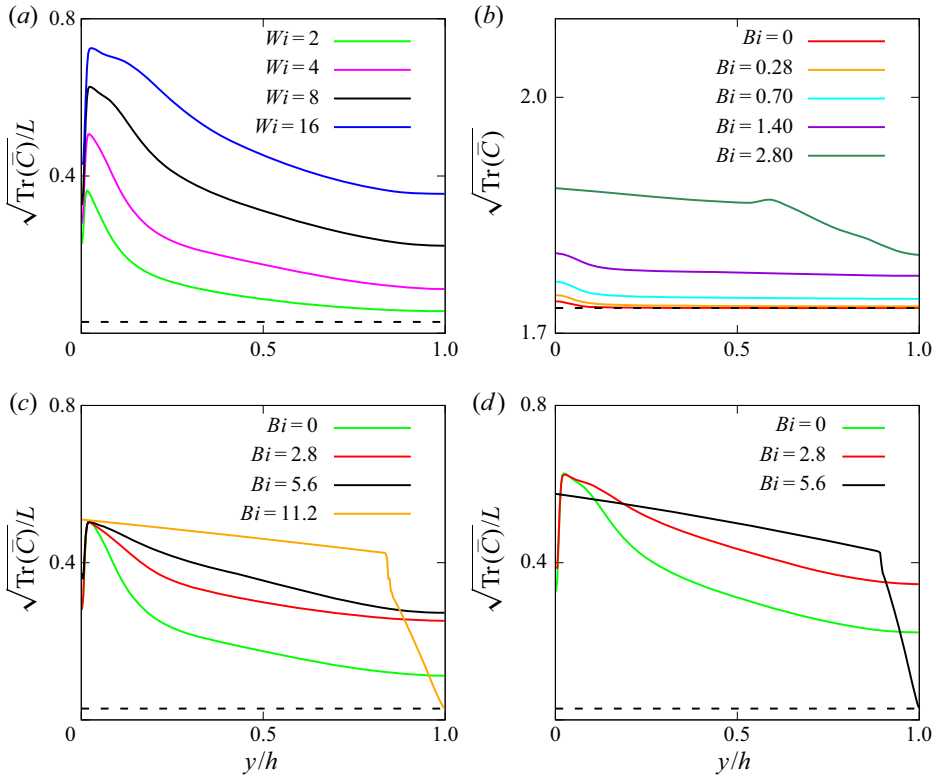 (a)
0.8
0.4
√Tr(C̄)/L
Wi = 2
Wi = 4
Wi = 8
Wi = 16
0 0.5 1.0
(b)
2.0
1.7
√Tr(C̄)
Bi = 0
Bi = 0.28
Bi = 0.70
Bi = 1.40
Bi = 2.80
0 0.5 1.0
(c)
0.8
0.4
√Tr(C̄)/L
Bi = 0
Bi = 2.8
Bi = 5.6
Bi = 11.2
0 0.5 1.0
y/h
(d)
0.8
0.4
√Tr(C̄)/L
Bi = 0
Bi = 2.8
Bi = 5.6
0 0.5 1.0
y/h